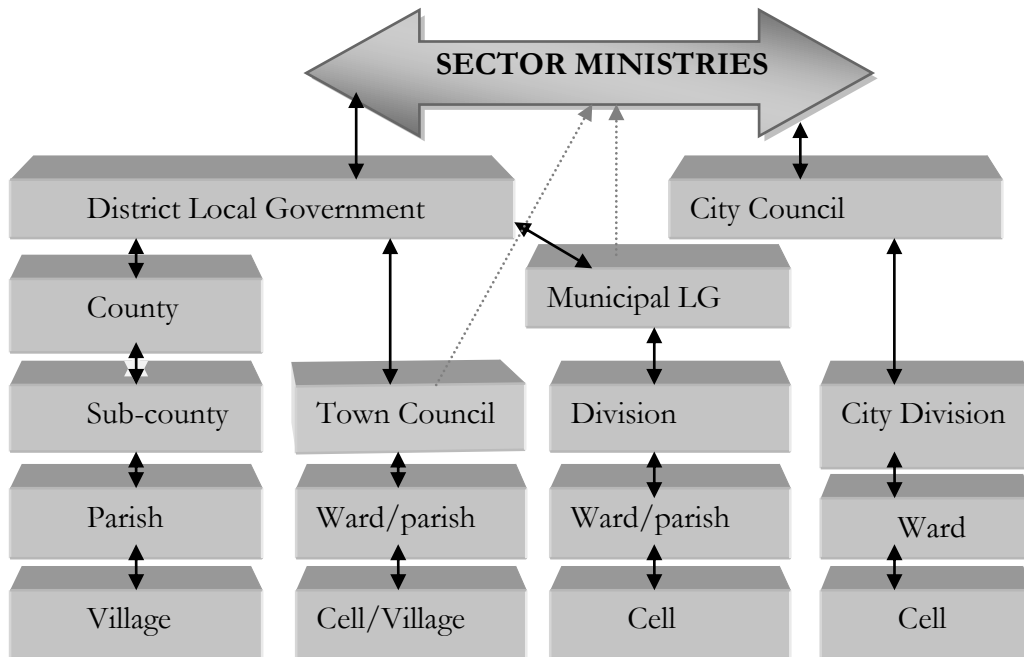 SECTOR MINISTRIES
District Local Government
City Council
County
Municipal LG
Sub-county
Town Council
Division
City Division
Parish
Ward/parish
Ward/parish
Ward
Village
Cell/Village
Cell
Cell